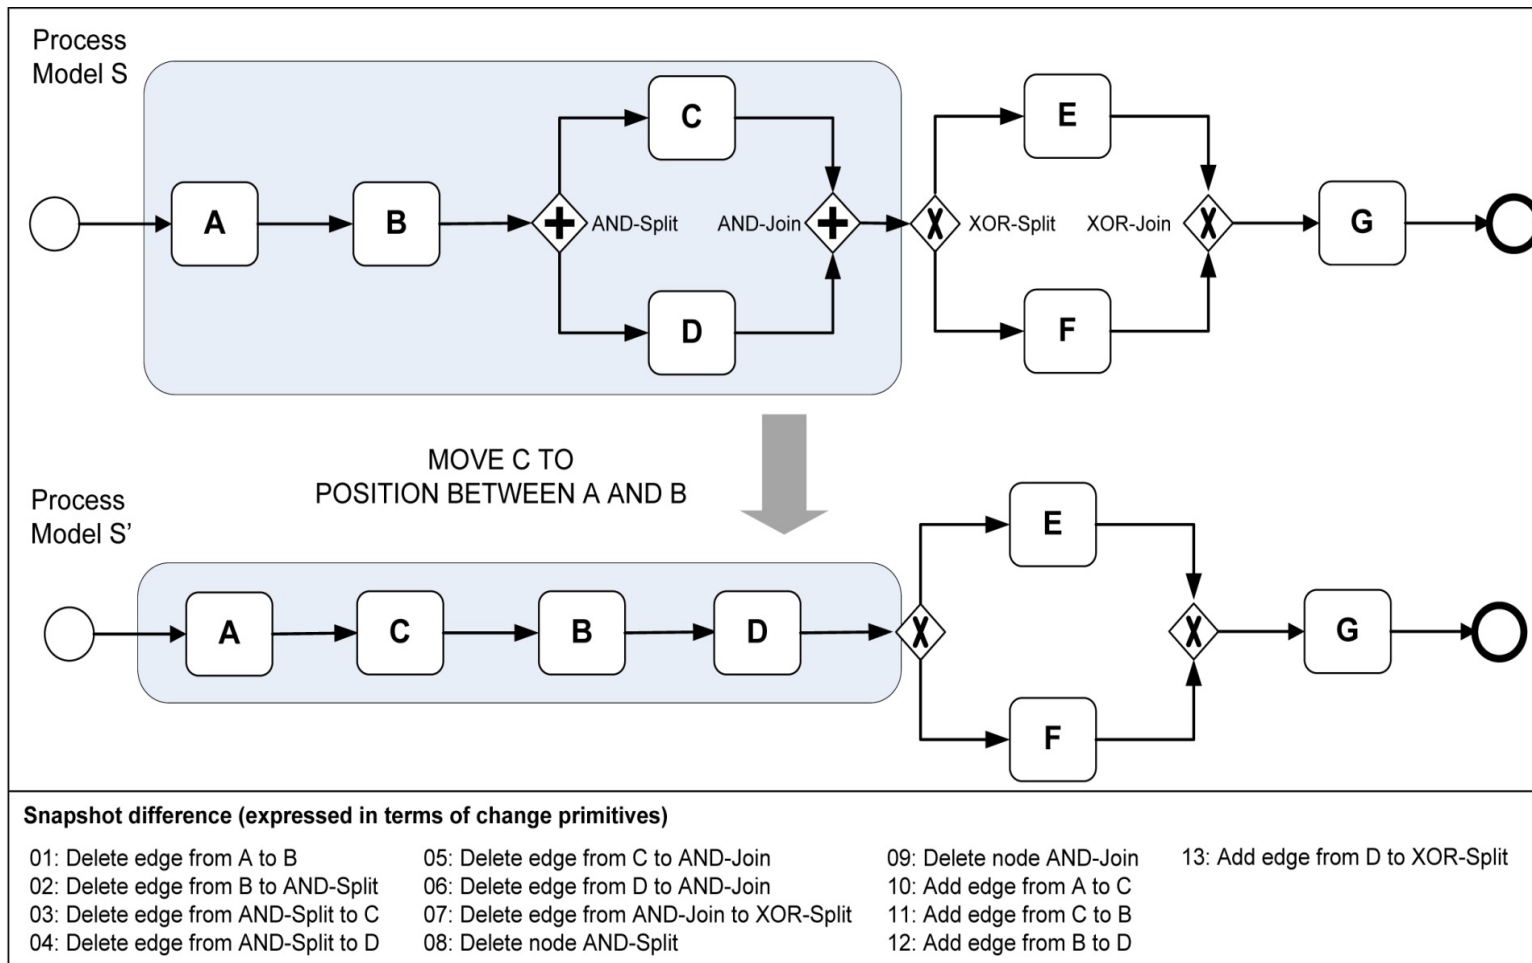 Process
Model S
C
E
A
B
AND-Split
AND-Join
XOR-Split
XOR-Join
G
D
F
MOVE C TO
POSITION BETWEEN A AND B
Process
Model S’
E
A
C
B
D
G
F
Snapshot difference (expressed in terms of change primitives)
01: Delete edge from A to B
02: Delete edge from B to AND-Split
03: Delete edge from AND-Split to C
04: Delete edge from AND-Split to D
05: Delete edge from C to AND-Join
06: Delete edge from D to AND-Join
07: Delete edge from AND-Join to XOR-Split
08: Delete node AND-Split
09: Delete node AND-Join
10: Add edge from A to C
11: Add edge from C to B
12: Add edge from B to D
13: Add edge from D to XOR-Split